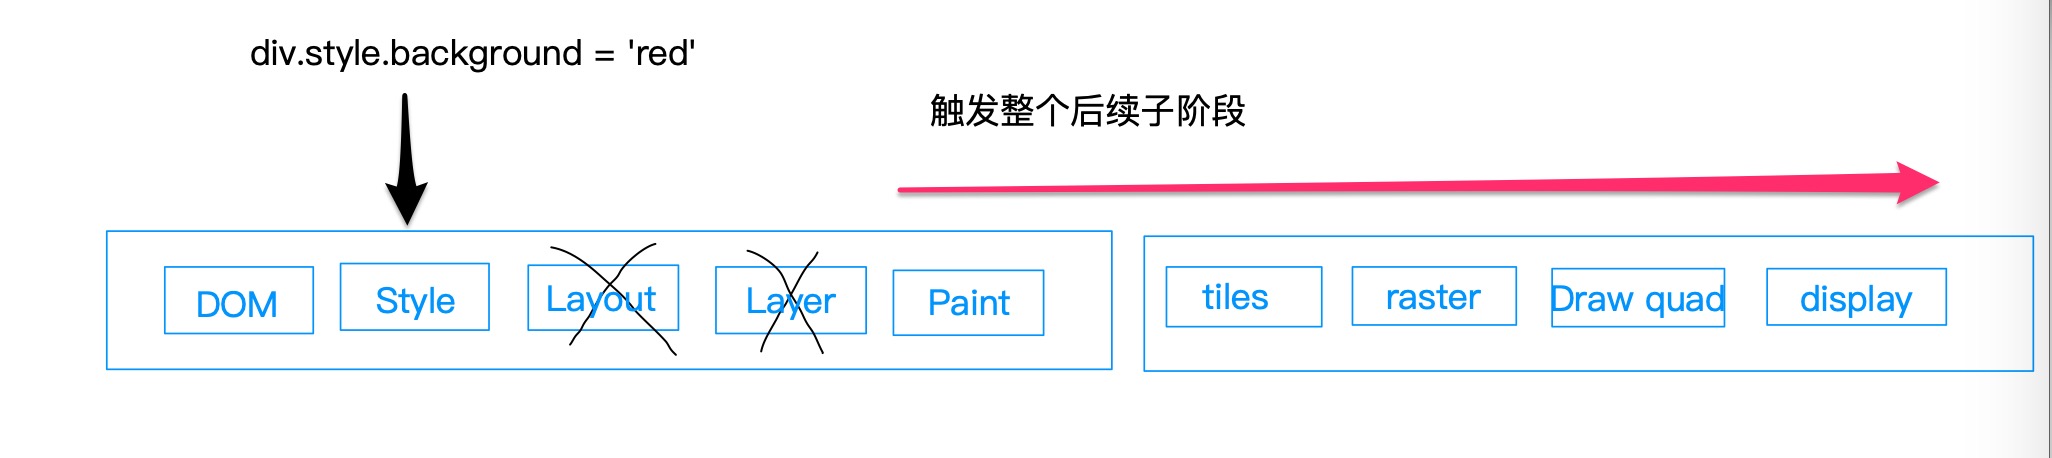 div.style.background = 'red'
触发整个后续子阶段
DOM
Style
Layout
Layer
Paint
tiles
raster
Draw quad
display